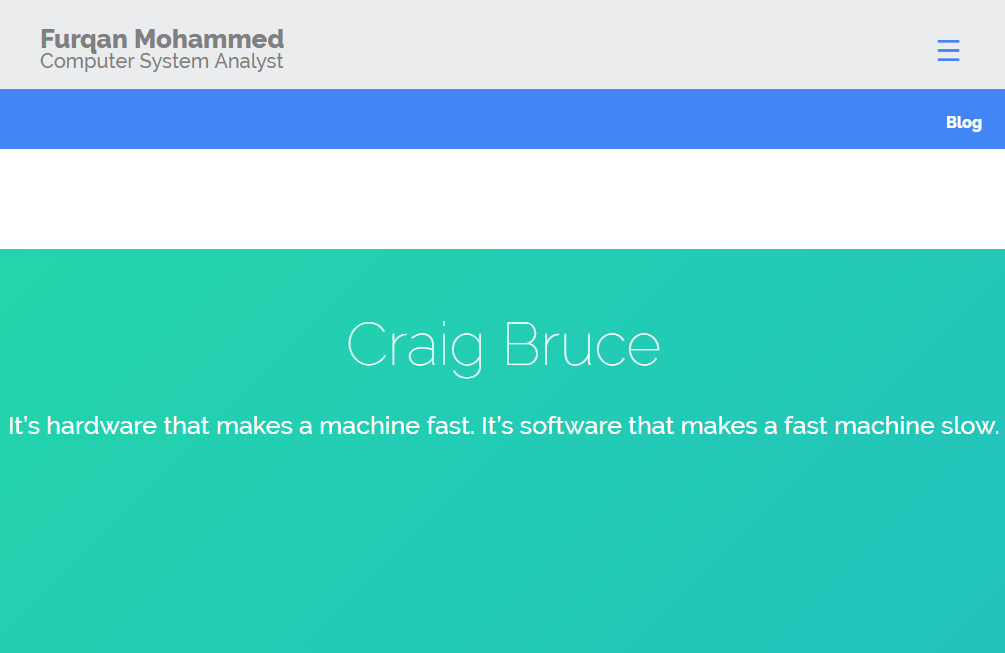 Furqan Mohammed
Computer System Analyst
Blog
Craig Bruce
It’s hardware that makes a machine fast. It’s software that makes a fast machine slow.